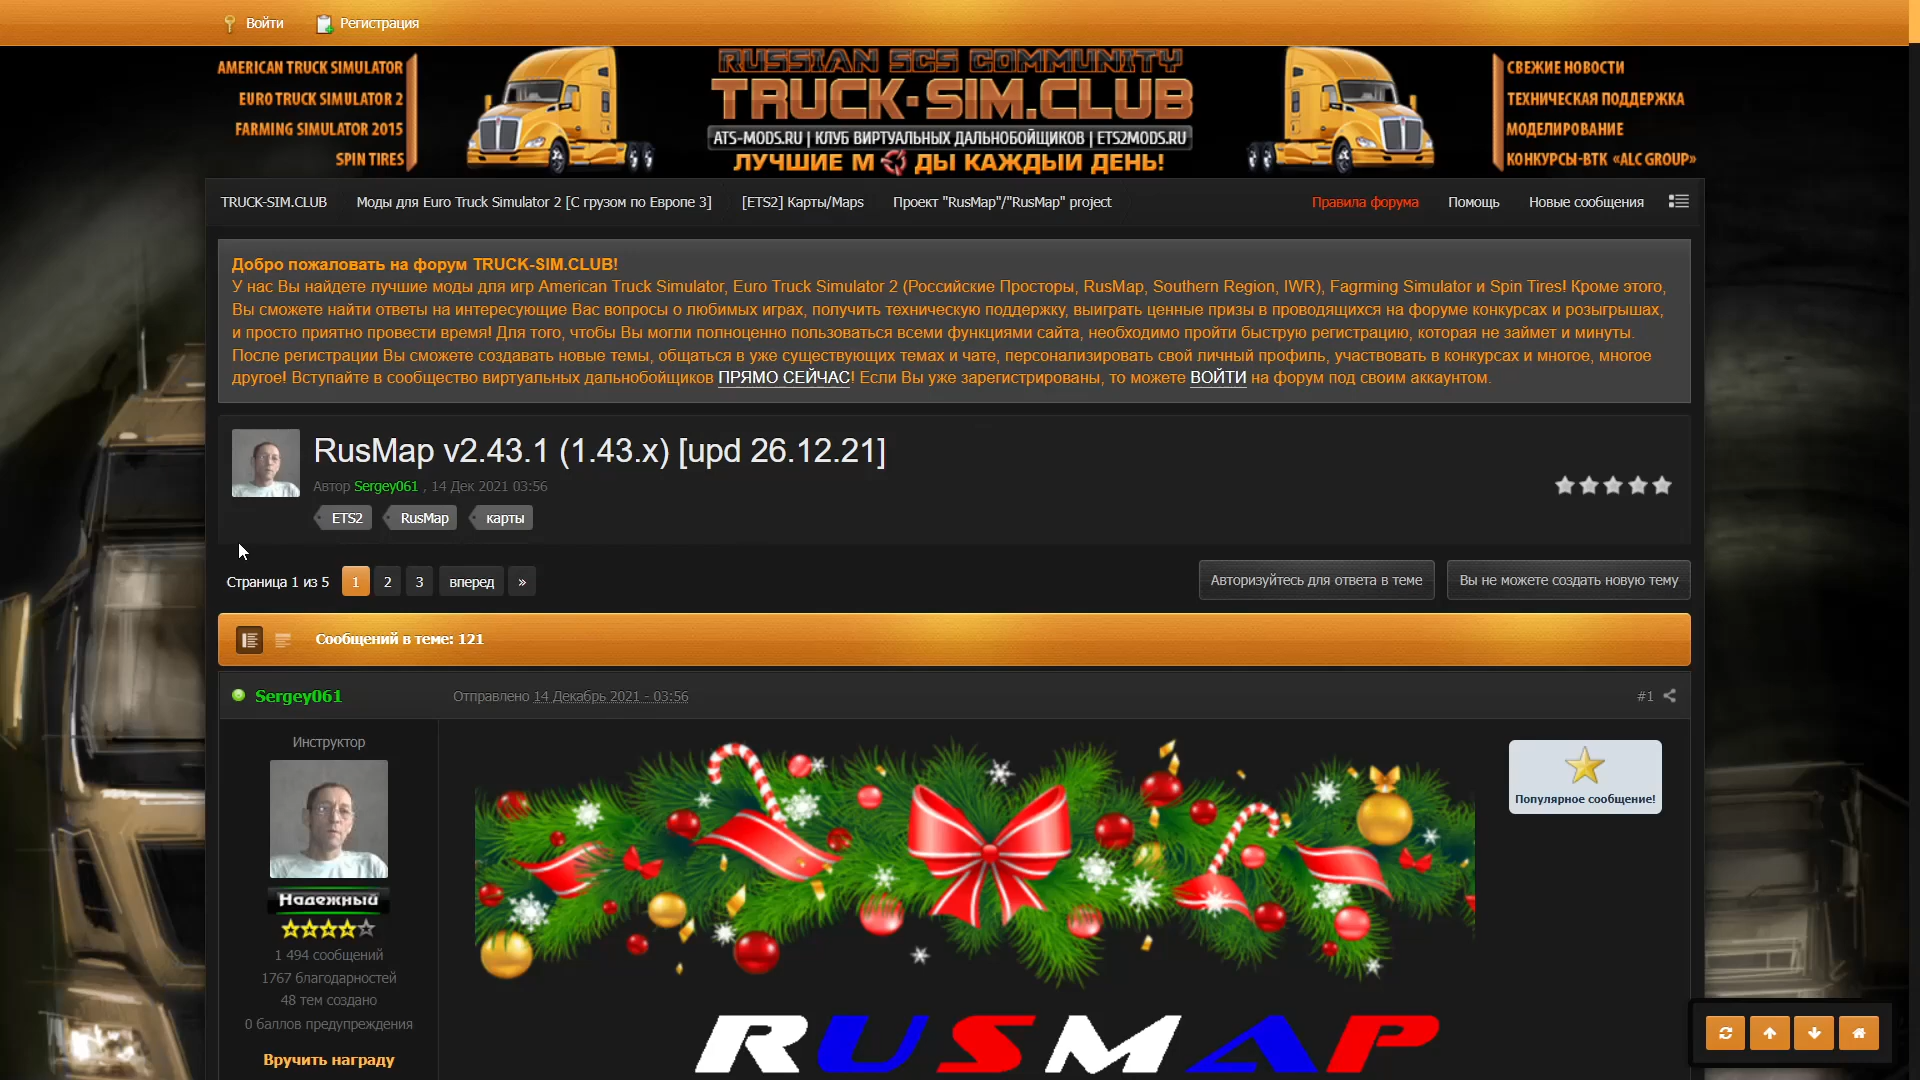 Войти
Регистрация
AMERICAN TRUCK SIMULATOR
EURO TRUCK SIMULATOR 2
FARMING SIMULATOR 2015
SPIN TIRES
RUSSIAN SCS COMMUNITY
TRUCK-SIM.CLUB
ATS-MODS.RU | КЛУБ ВИРТУАЛЬНЫХ ДАЛЬНОБОЙЩИКОВ | ETS2MODS.RU
ЛУЧШИЕ МОДЫ КАЖДЫЙ ДЕНЬ!
СВЕЖИЕ НОВОСТИ
ТЕХНИЧЕСКАЯ ПОДДЕРЖКА
МОДЕЛИРОВАНИЕ
КОНКУРСЫ-ВТК «ALC GROUP»
TRUCK-SIM.CLUB
Моды для Euro Truck Simulator 2 [С грузом по Европе 3]
[ETS2] Карты/Maps
Проект "RusMap"/"RusMap" project
Правила форума
Помощь
Новые сообщения
Добро пожаловать на форум TRUCK-SIM.CLUB!
У нас Вы найдете лучшие моды для игр American Truck Simulator, Euro Truck Simulator 2 (Российские Просторы, RusMap, Southern Region, IWR), Fagrming Simulator и Spin Tires! Кроме этого,
Вы сможете найти ответы на интересующие Вас вопросы о любимых играх, получить техническую поддержку, выиграть ценные призы в проводящихся на форуме конкурсах и розыгрышах,
и просто приятно провести время! Для того, чтобы Вы могли полноценно пользоваться всеми функциями сайта, необходимо пройти быструю регистрацию, которая не займет и минуты.
После регистрации Вы сможете создавать новые темы, общаться в уже существующих темах и чате, персонализировать свой личный профиль, участвовать в конкурсах и многое, многое
другое! Вступайте в сообщество виртуальных дальнобойщиков ПРЯМО СЕЙЧАС! Если Вы уже зарегистрированы, то можете ВОЙТИ на форум под своим аккаунтом.
RusMap v2.43.1 (1.43.x) [upd 26.12.21]
Автор Sergey061 , 14 Дек 2021 03:56
ETS2
RusMap
карты
Страница 1 из 5
1
2
3
вперед
»
Авторизуйтесь для ответа в теме
Вы не можете создать новую тему
Сообщений в теме: 121
Sergey061
Отправлено 14 Декабрь 2021 - 03:56
#1
Инструктор
Популярное сообщение!
Надежный
1 494 сообщений
1767 благодарностей
48 тем создано
0 баллов предупреждения
Вручить награду
RUSMAP